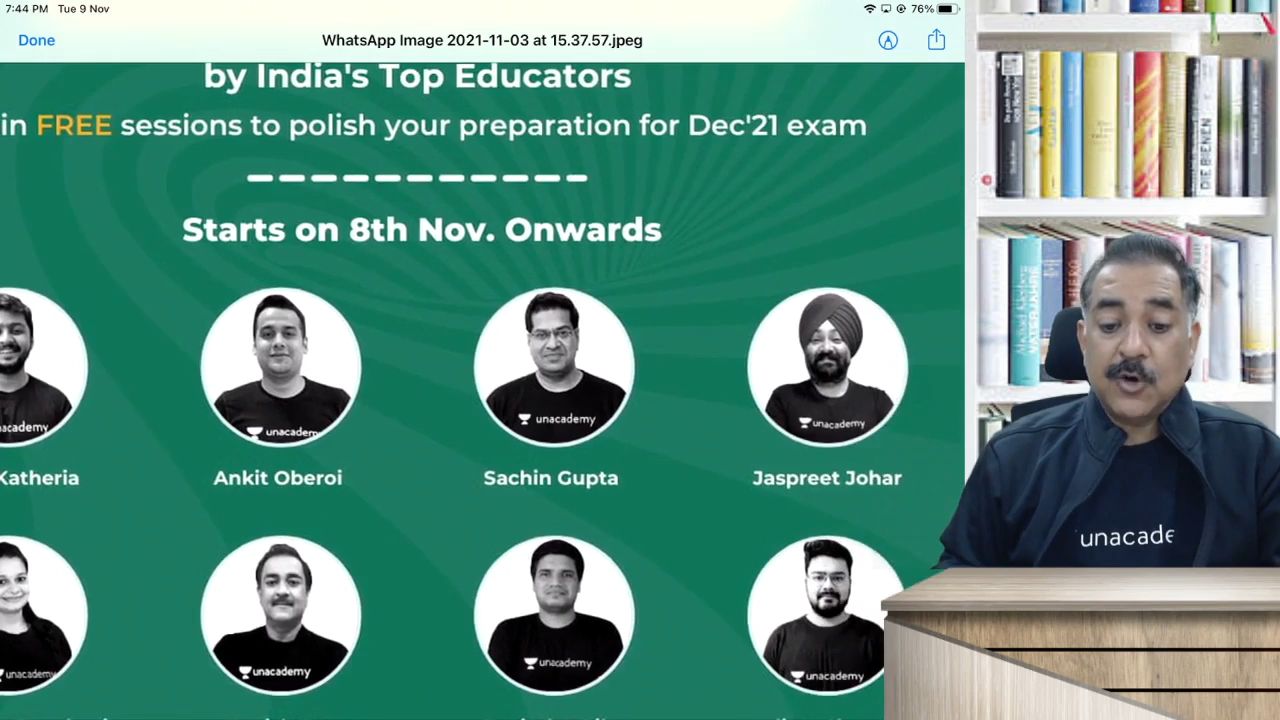 7:44 PM Tue 9 Nov
76%
Done
WhatsApp Image 2021-11-03 at 15.37.57.jpeg
by India's Top Educators
in FREE sessions to polish your preparation for Dec'21 exam
Starts on 8th Nov. Onwards
unacademy
unacademy
unacademy
unacademy
Katheria
Ankit Oberoi
Sachin Gupta
Jaspreet Johar
unacademy
unacademy
unacademy
unacademy
unacade
DIE BIENEN